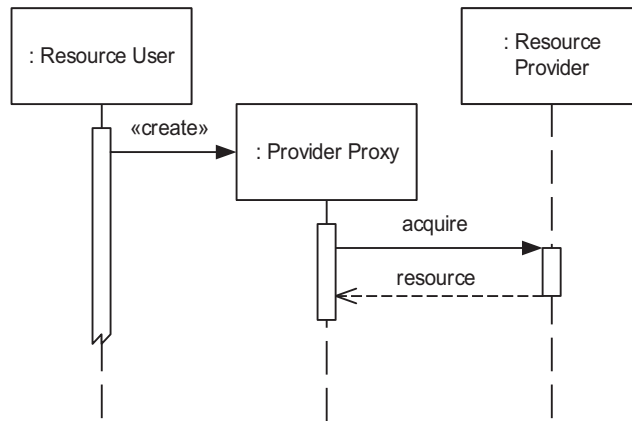 : Resource User
: Resource
Provider
«create»
: Provider Proxy
acquire
resource